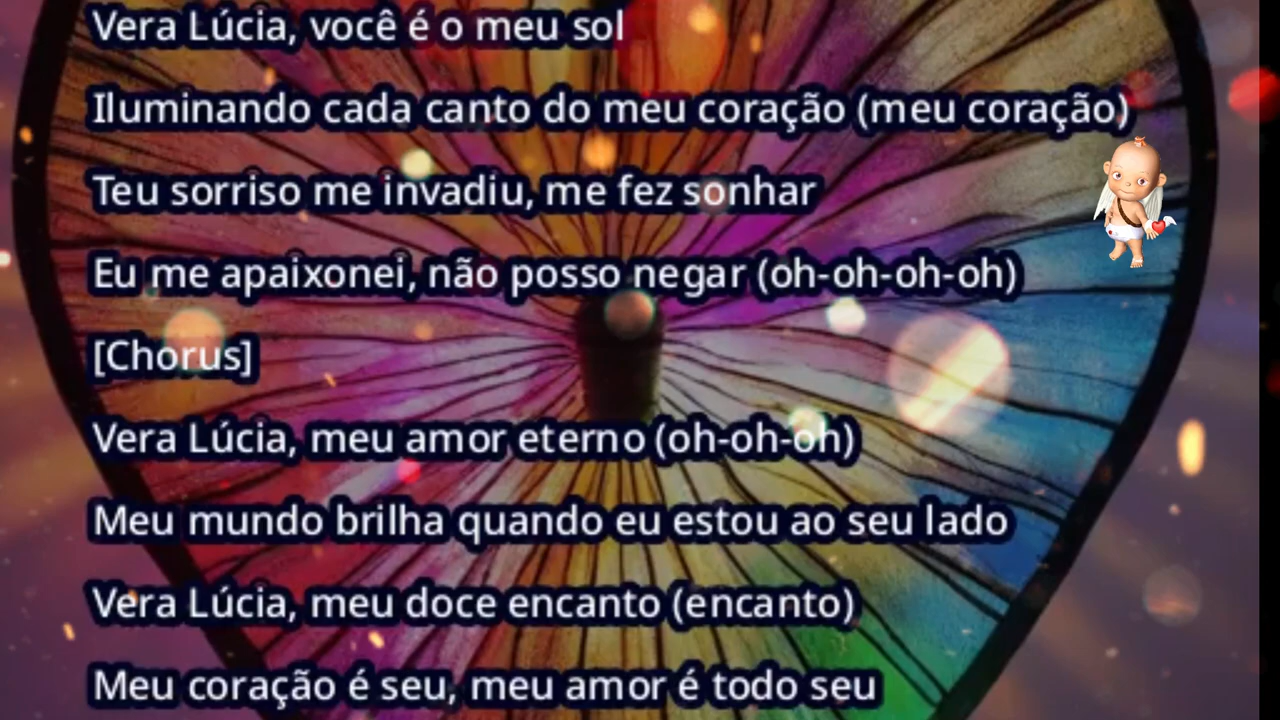 Vera Lúcia, você é o meu sol
Iluminando cada canto do meu coração (meu coração)
Teu sorriso me invadiu, me fez sonhar
Eu me apaixonei, não posso negar (oh-oh-oh-oh)
[Chorus]
Vera Lúcia, meu amor eterno (oh-oh-oh)
Meu mundo brilha quando eu estou ao seu lado
Vera Lúcia, meu doce encanto (encanto)
Meu coração é seu, meu amor é todo seu